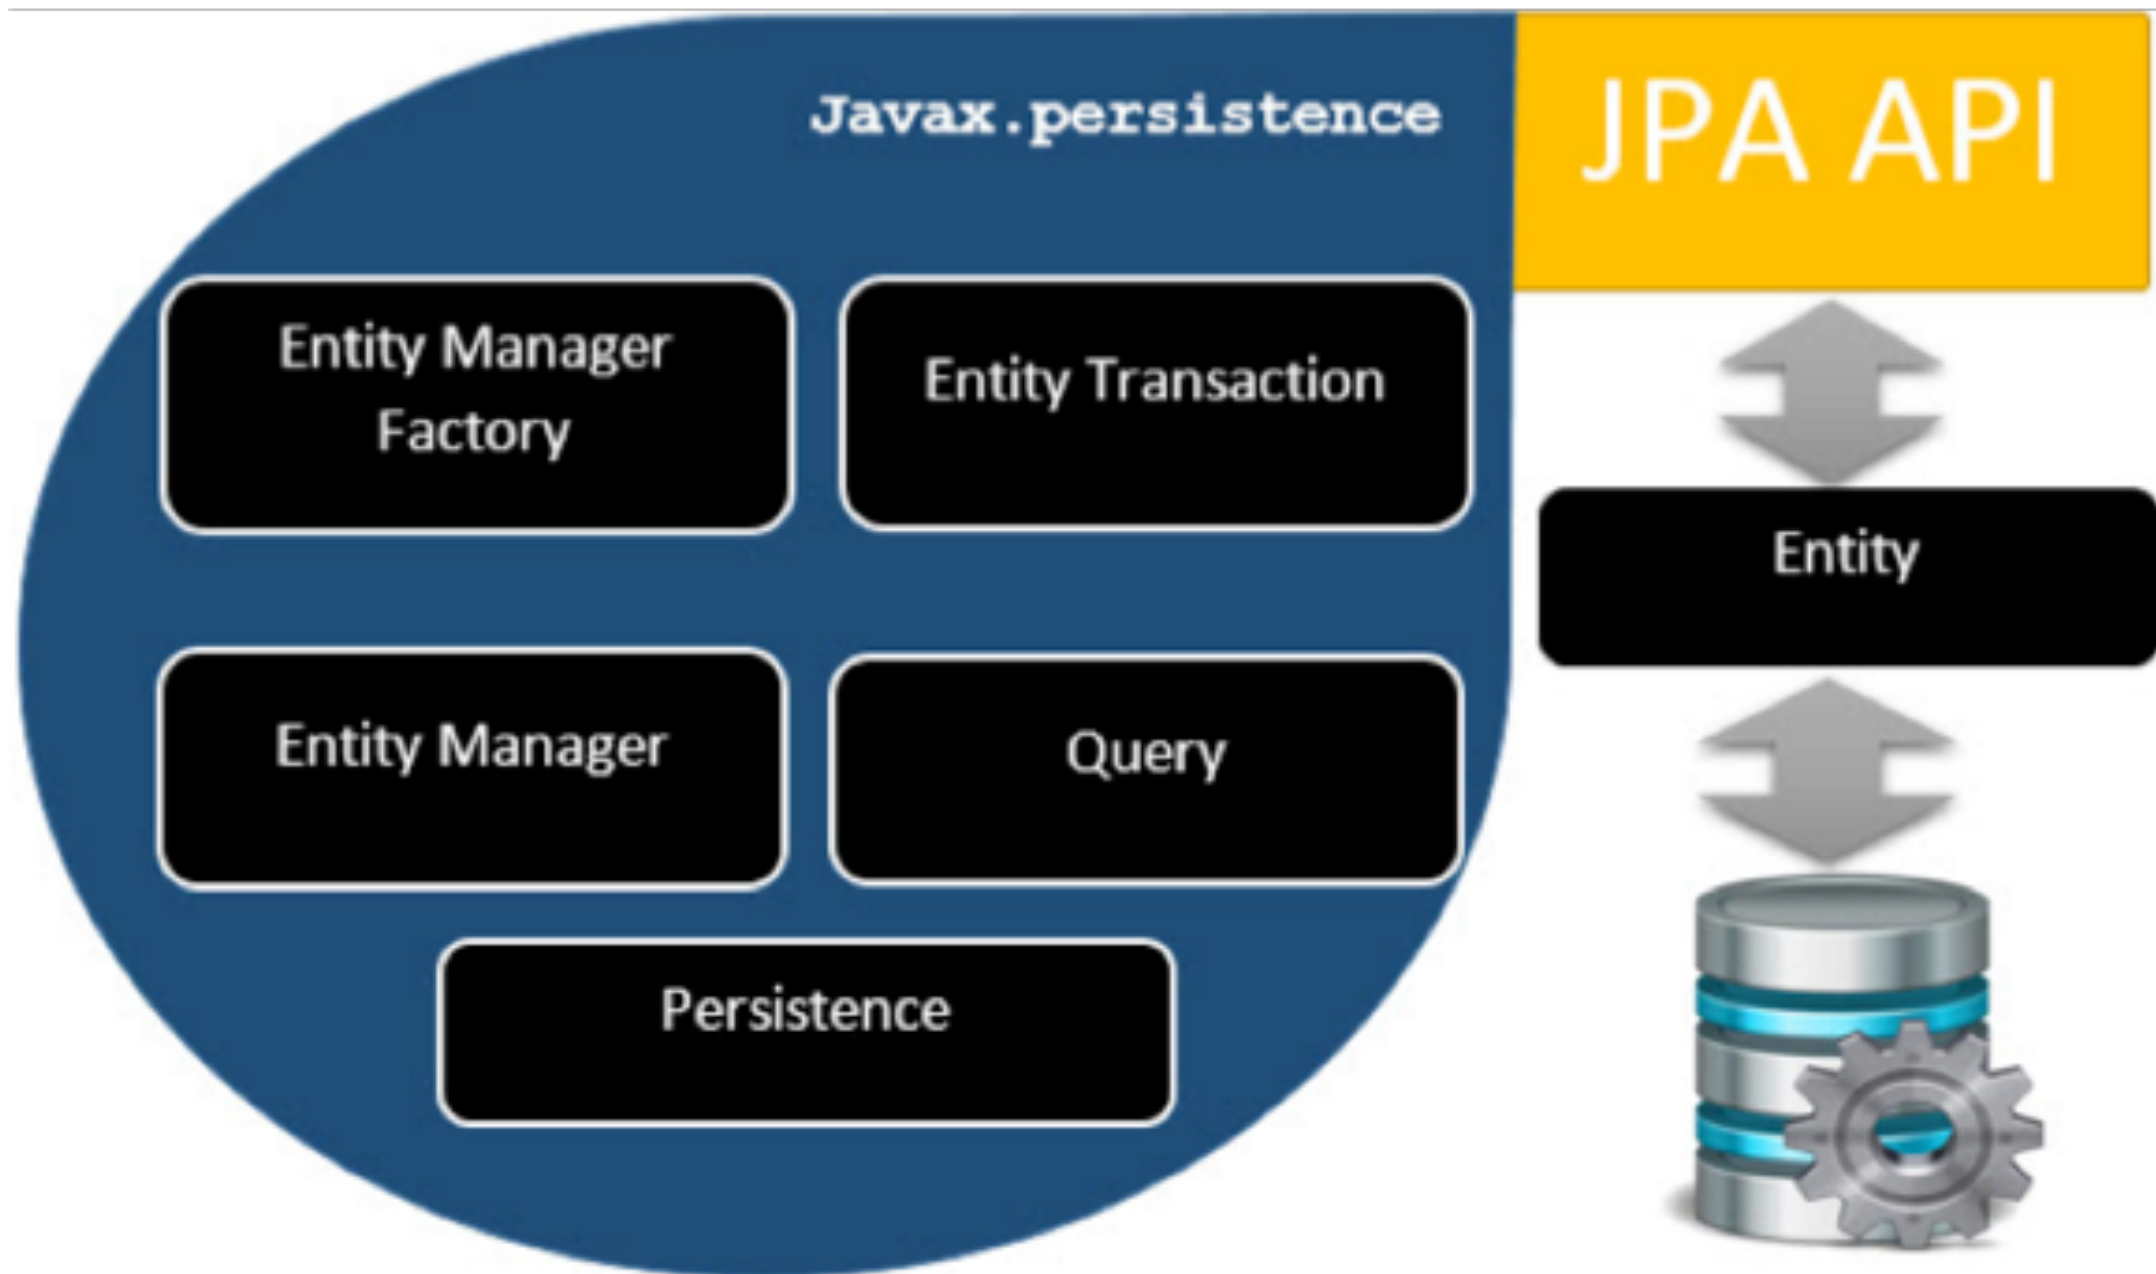 Javax.persistence
JPA API
Entity Manager
Factory
Entity Transaction
Entity
Entity Manager
Query
Persistence